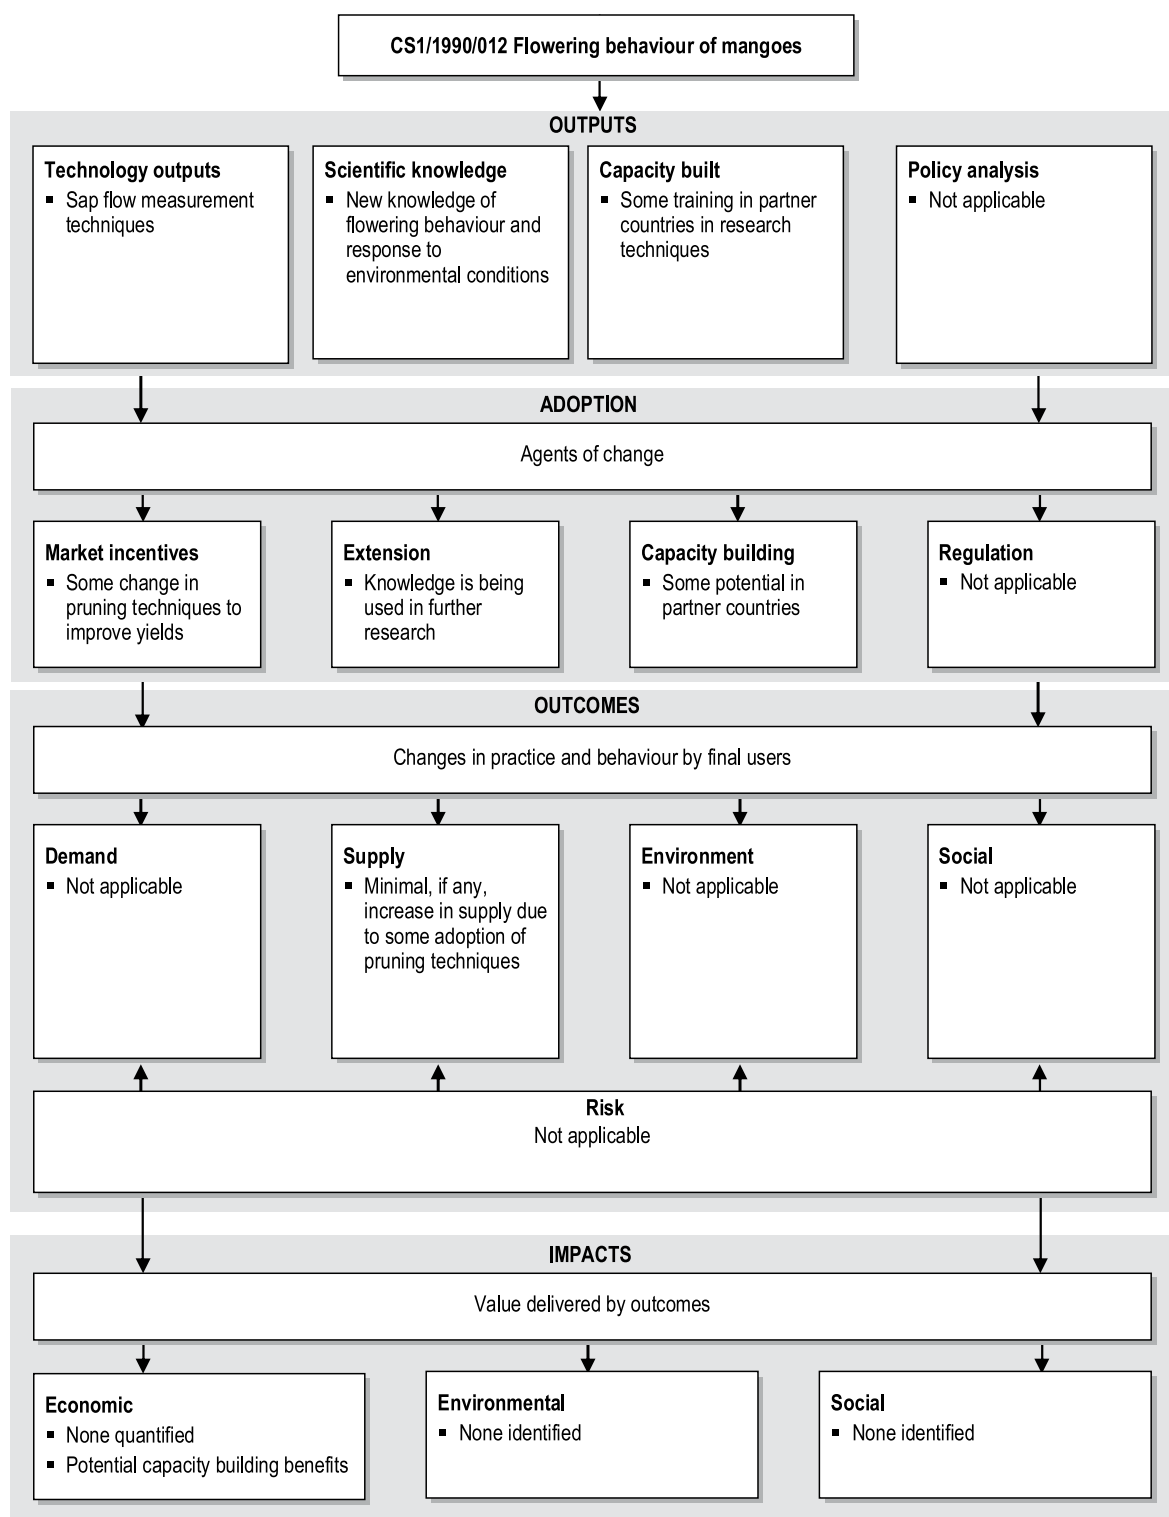 CS1/1990/012 Flowering behaviour of mangoes
OUTPUTS
Technology outputs
▪ Sap flow measurement
techniques
Scientific knowledge
▪ New knowledge of
flowering behaviour and
response to
environmental conditions
Capacity built
▪ Some training in partner
countries in research
techniques
Policy analysis
▪ Not applicable
ADOPTION
Agents of change
Market incentives
▪ Some change in
pruning techniques to
improve yields
Extension
▪ Knowledge is being
used in further
research
Capacity building
▪ Some potential in
partner countries
Regulation
▪ Not applicable
OUTCOMES
Changes in practice and behaviour by final users
Demand
▪ Not applicable
Supply
▪ Minimal, if any,
increase in supply due
to some adoption of
pruning techniques
Environment
▪ Not applicable
Social
▪ Not applicable
Risk
Not applicable
IMPACTS
Value delivered by outcomes
Economic
▪ None quantified
▪ Potential capacity building benefits
Environmental
▪ None identified
Social
▪ None identified